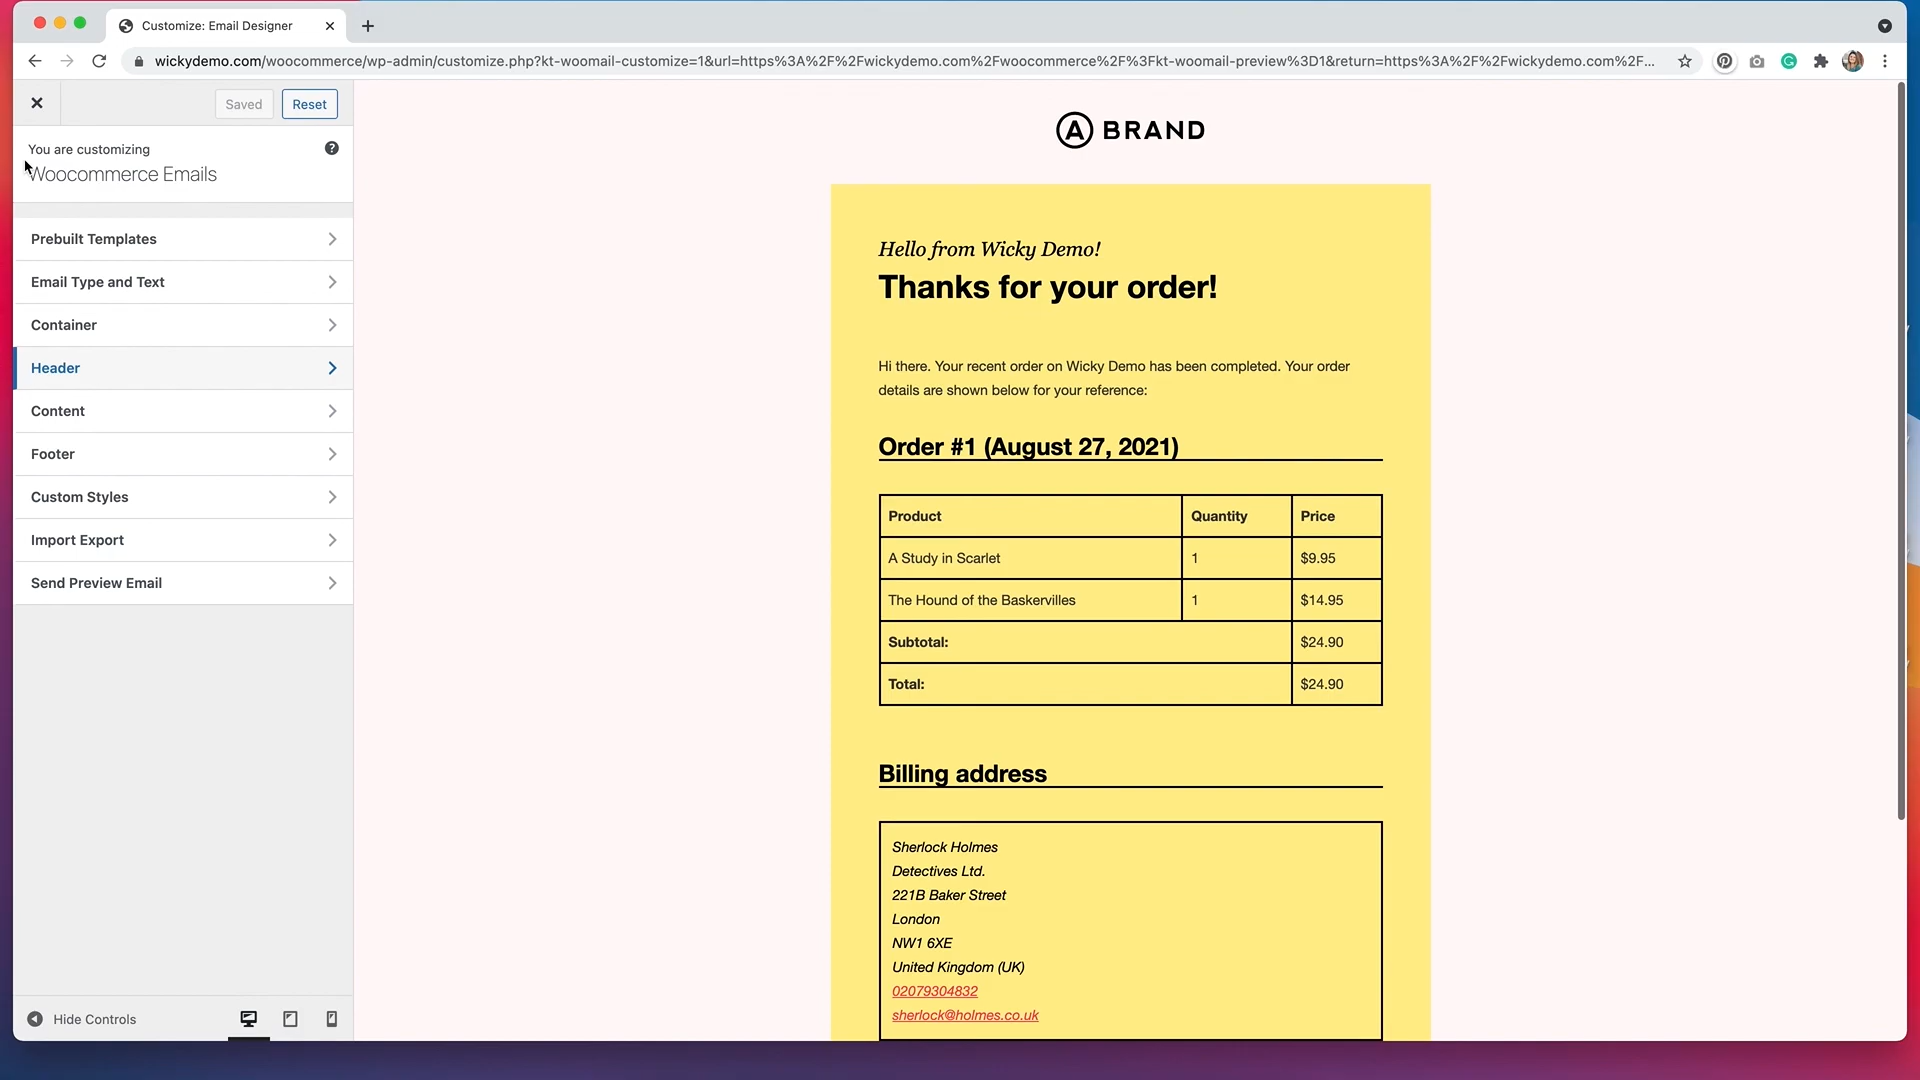 Customize: Email Designer
wickydemo.com/woocommerce/wp-admin/customize.php?kt-woomail-customize=1&url=https%3A%2F%2Fwickydemo.com%2Fwoocommerce%2F%3Fkt-woomail-preview%3D1&return=https%3A%2F%2Fwickydemo.com%2F...
Saved
Reset
You are customizing
Woocommerce Emails
Prebuilt Templates
Email Type and Text
Container
Header
Content
Footer
Custom Styles
Import Export
Send Preview Email
Hide Controls
A BRAND
Hello from Wicky Demo!
Thanks for your order!
Hi there. Your recent order on Wicky Demo has been completed. Your order
details are shown below for your reference:
Order #1 (August 27, 2021)
Product Quantity Price
A Study in Scarlet 1 $9.95
The Hound of the Baskervilles 1 $14.95
Subtotal: $24.90
Total: $24.90
Billing address
Sherlock Holmes
Detectives Ltd.
221B Baker Street
London
NW1 6XE
United Kingdom (UK)
02079304832
sherlock@holmes.co.uk